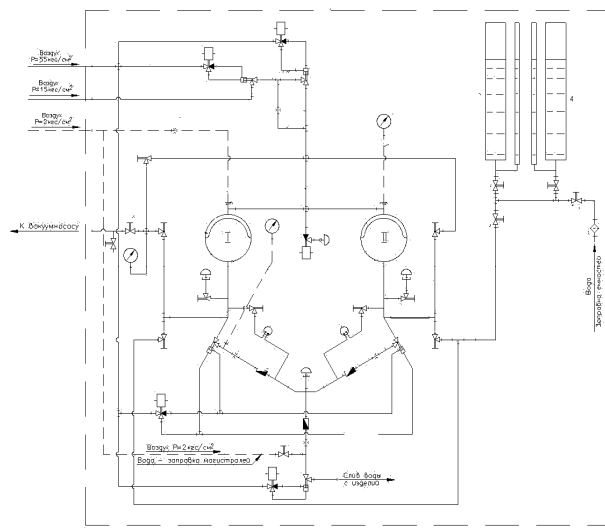 Воздух
P=55кгс/см²
Воздух
P=15кгс/см²
Воздух
P=2кгс/см²
4
К вакуумнасосу
I
II
Вода
Заправка емкостей
Воздух P=2кгс/см²
Вода – заправка магистралей
Слив воды
с изделия